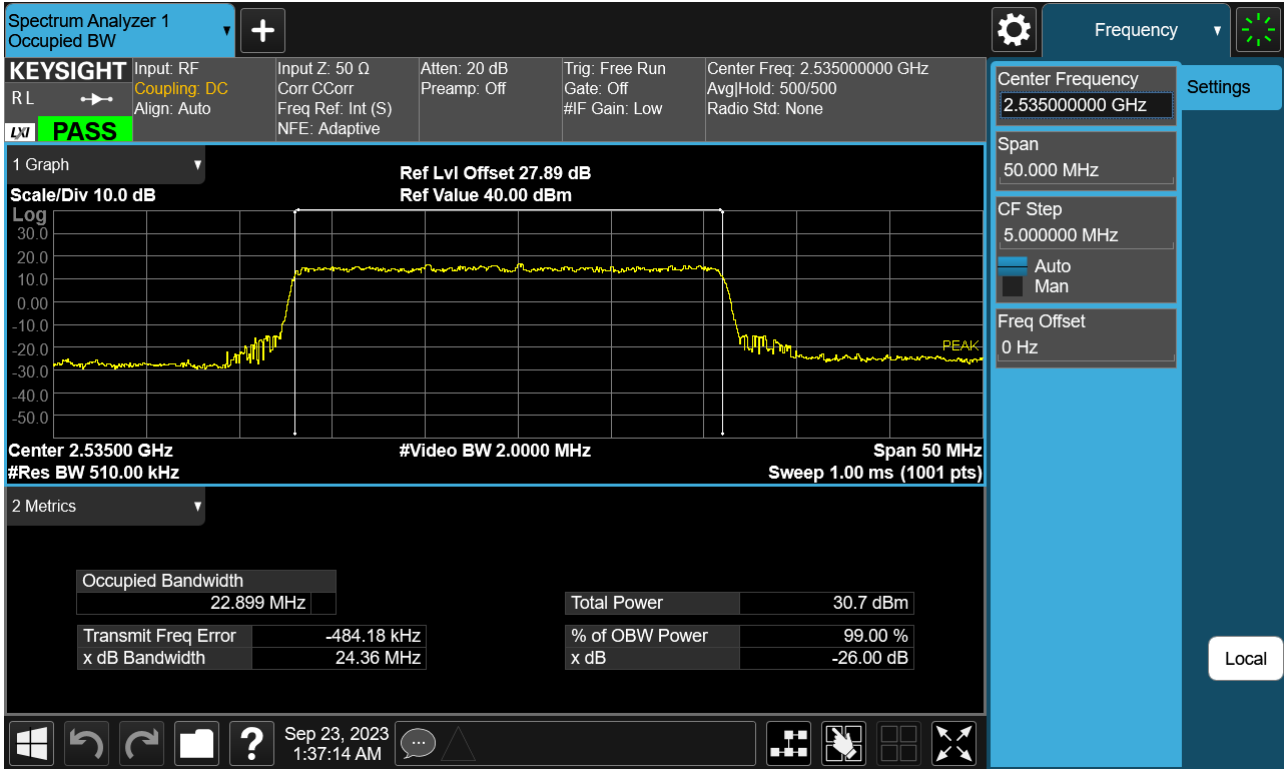 Spectrum Analyzer 1
Occupied BW
Frequency
KEYSIGHT
R L
LXI PASS
Input: RF
Coupling: DC
Align: Auto
Input Z: 50 Ω
Corr CCorr
Freq Ref: Int (S)
NFE: Adaptive
Atten: 20 dB
Preamp: Off
Trig: Free Run
Gate: Off
#IF Gain: Low
Center Freq: 2.535000000 GHz
Avg|Hold: 500/500
Radio Std: None
Center Frequency
2.535000000 GHz
Settings
Span
50.000 MHz
CF Step
5.000000 MHz
Auto
Man
Freq Offset
0 Hz
Local
1 Graph
Ref Lvl Offset 27.89 dB
Scale/Div 10.0 dB
Ref Value 40.00 dBm
Log
30.0
20.0
10.0
0.00
-10.0
-20.0
-30.0
-40.0
-50.0
PEAK
Center 2.53500 GHz
#Video BW 2.0000 MHz
Span 50 MHz
#Res BW 510.00 kHz
Sweep 1.00 ms (1001 pts)
2 Metrics
Occupied Bandwidth
22.899 MHz
Total Power 30.7 dBm
Transmit Freq Error -484.18 kHz
% of OBW Power 99.00 %
x dB Bandwidth 24.36 MHz
x dB -26.00 dB
?
Sep 23, 2023
1:37:14 AM